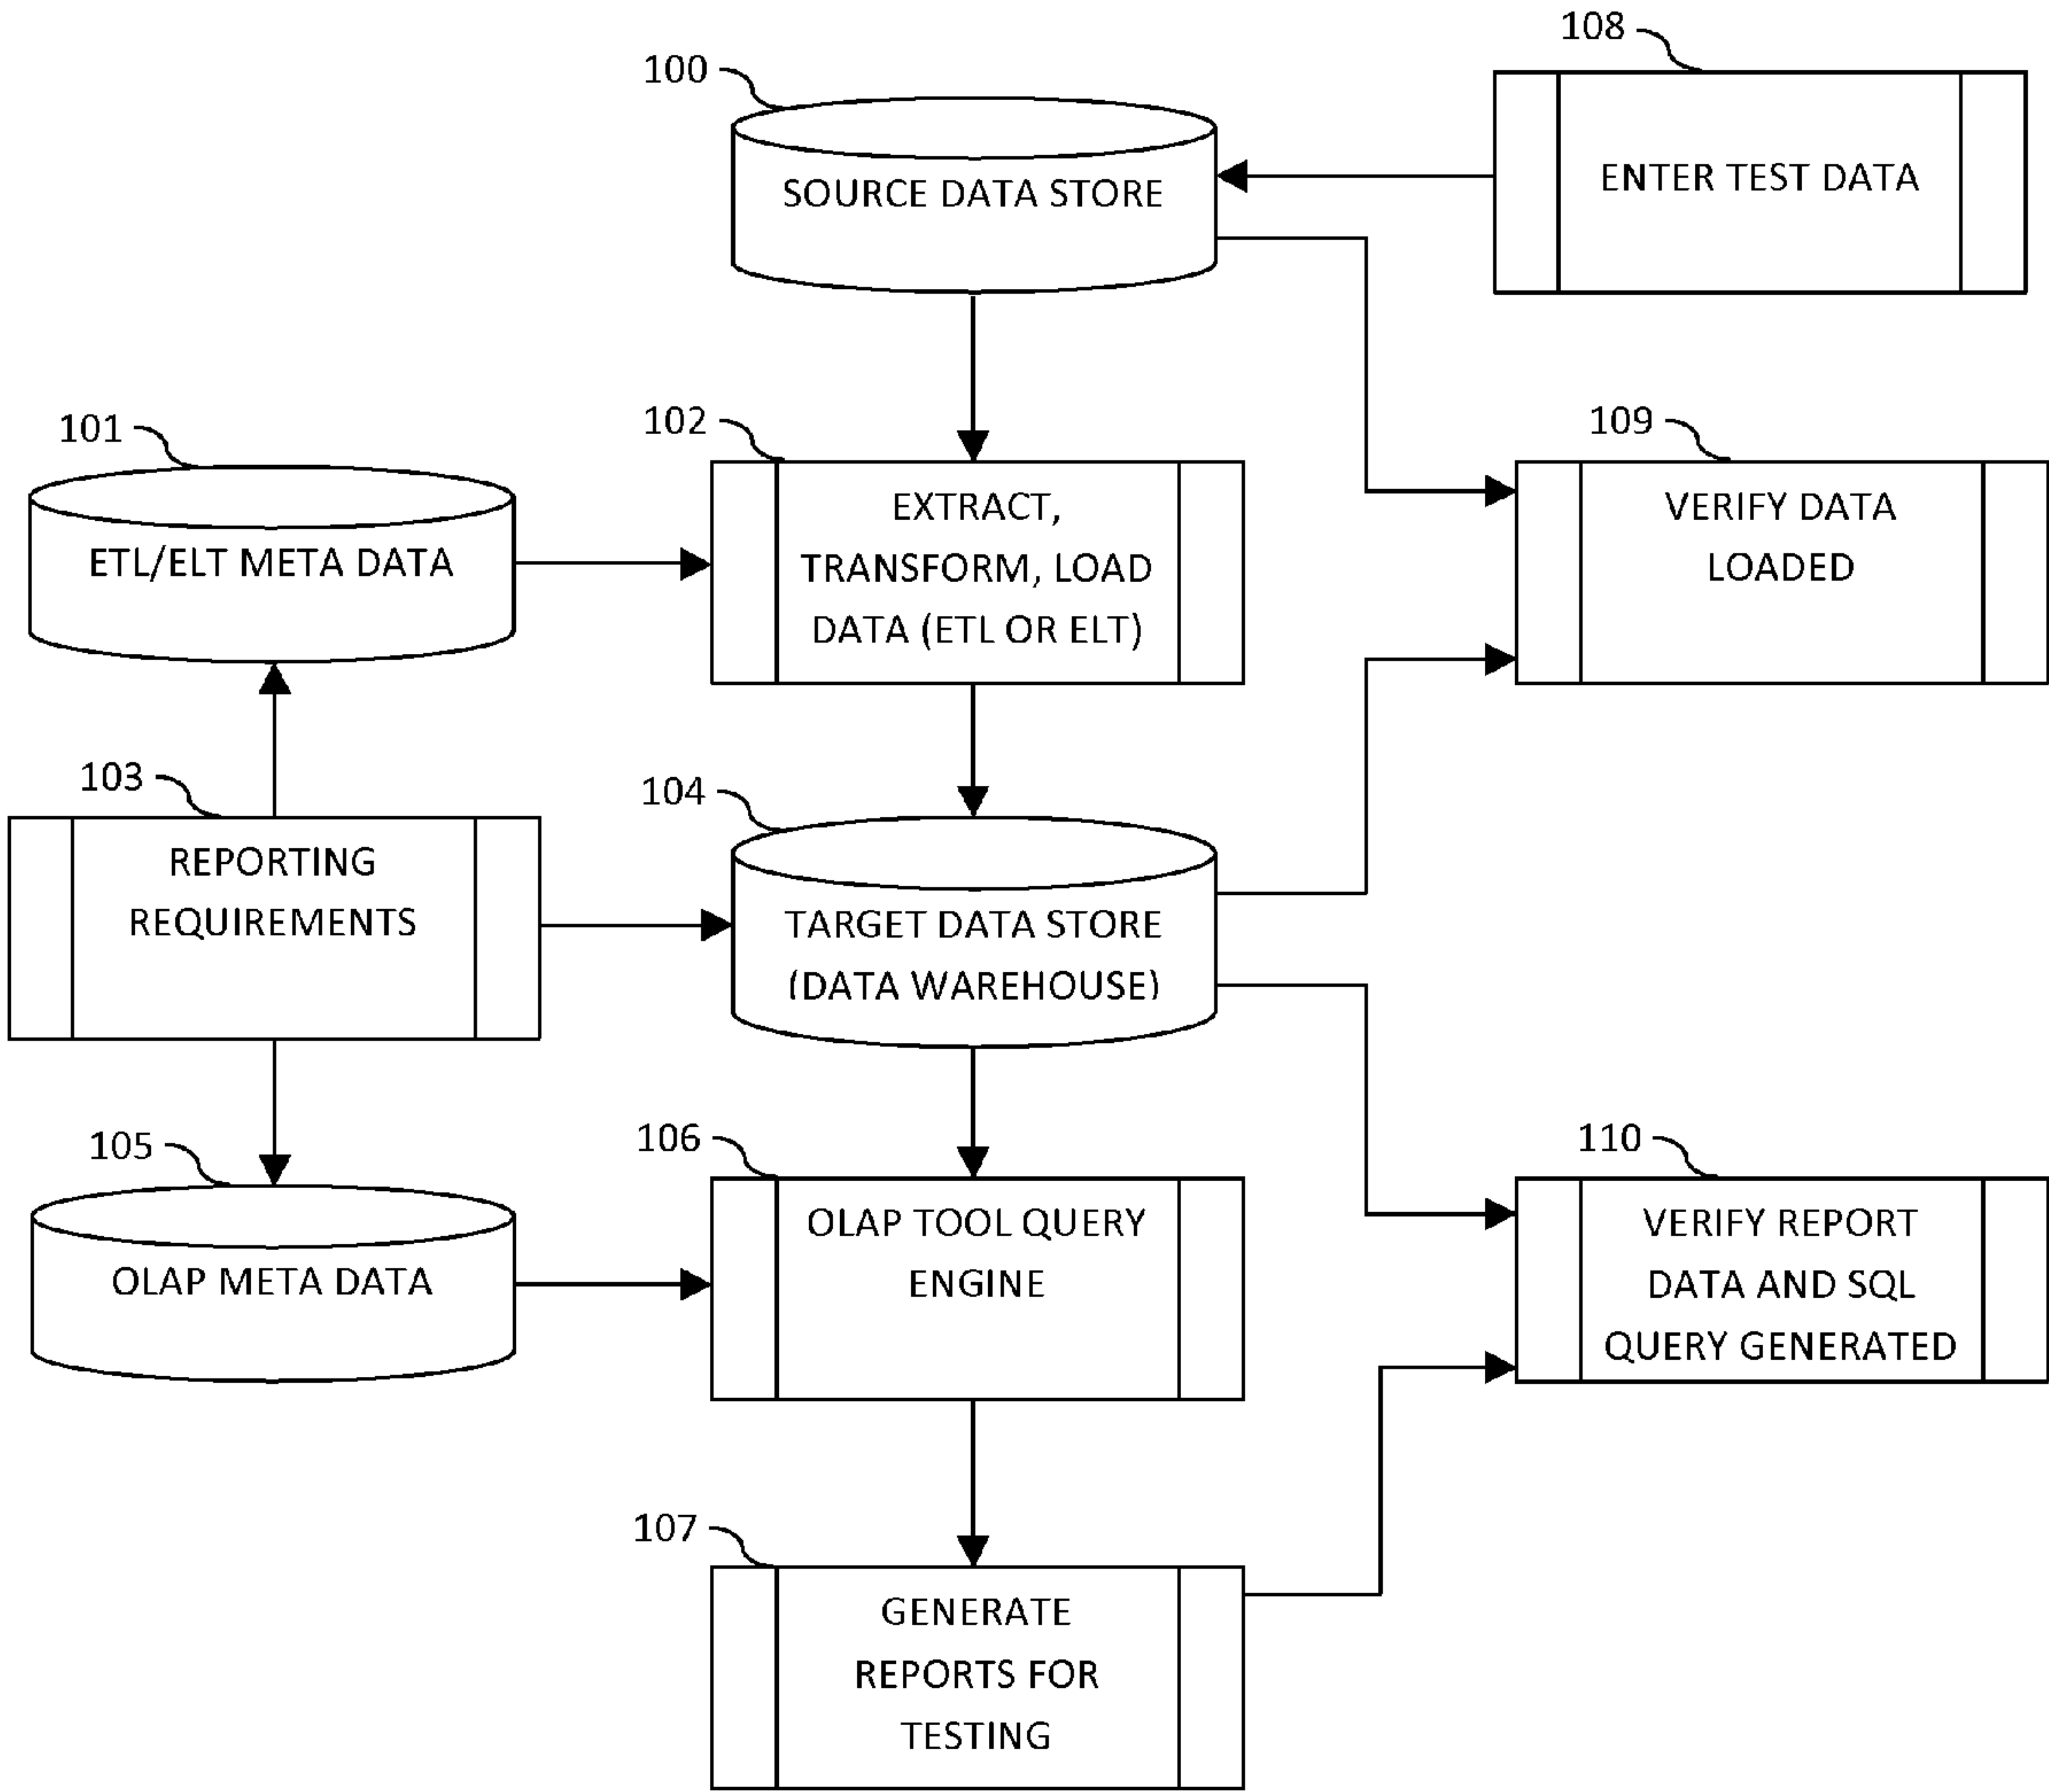 108
100
ENTER TEST DATA
SOURCE DATA STORE
101
102
109
EXTRACT,
TRANSFORM, LOAD
DATA (ETL OR ELT)
VERIFY DATA
LOADED
ETL/ELT META DATA
103
104
REPORTING
REQUIREMENTS
TARGET DATA STORE
(DATA WAREHOUSE)
105
106
110
OLAP META DATA
OLAP TOOL QUERY
ENGINE
VERIFY REPORT
DATA AND SQL
QUERY GENERATED
107
GENERATE
REPORTS FOR
TESTING